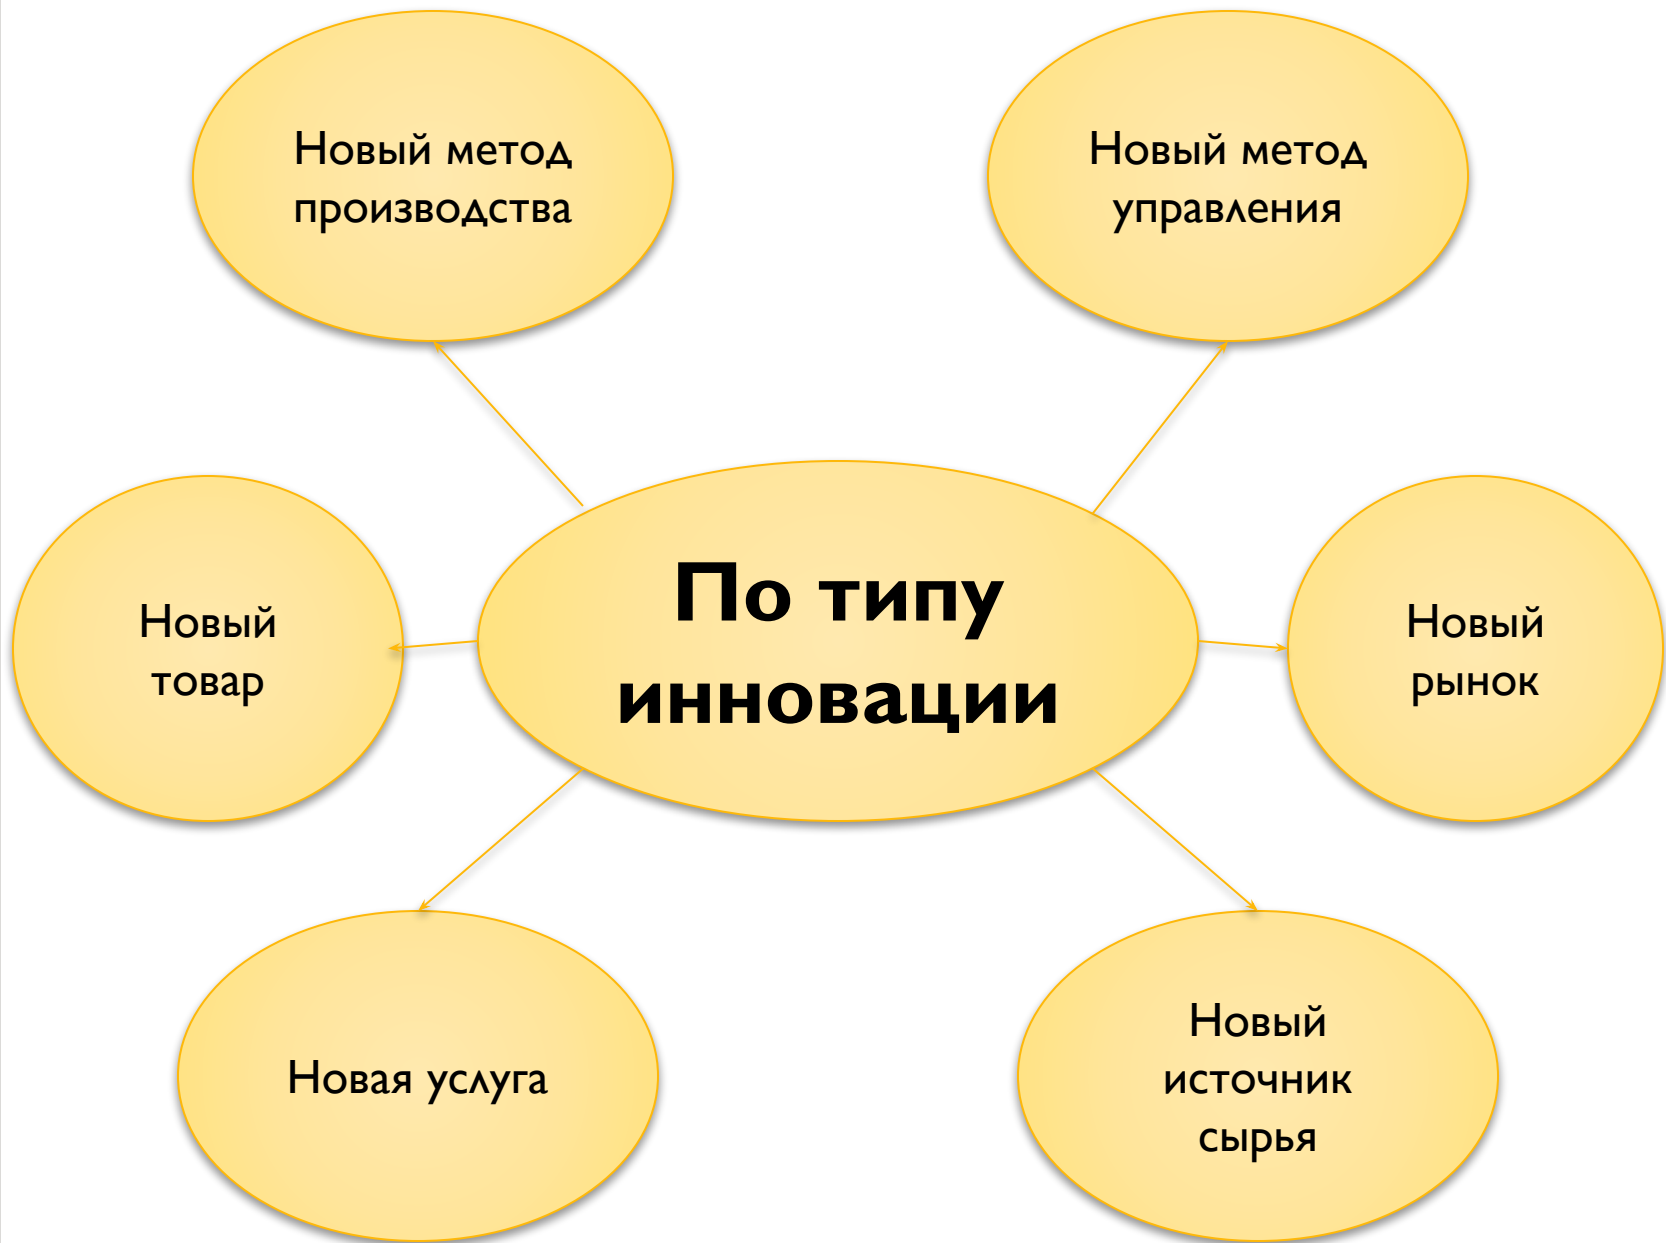 Новый метод
производства
Новый метод
управления
По типу
инновации
Новый
товар
Новый
рынок
Новая услуга
Новый
источник
сырья